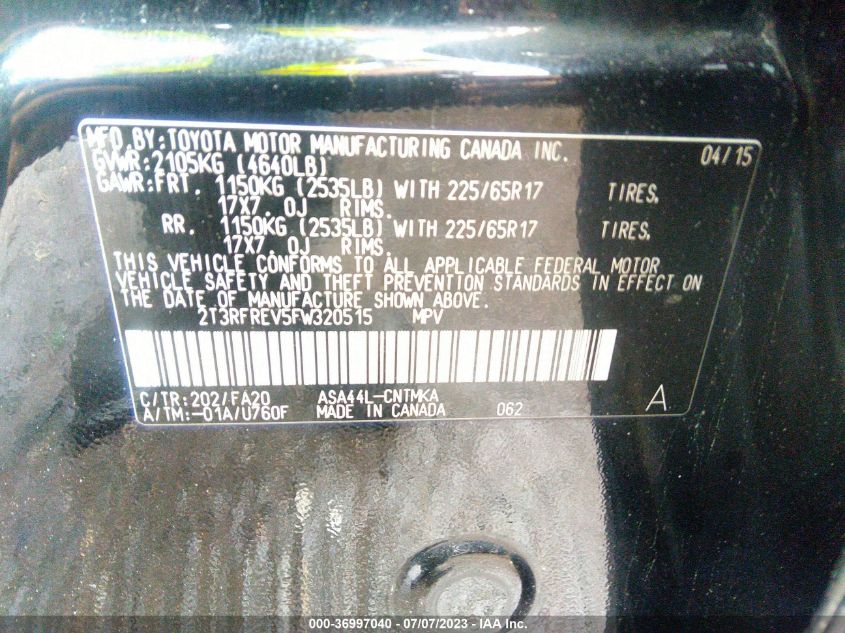 MFD. BY: TOYOTA MOTOR MANUFACTURING CANADA INC. 04/15
GVWR: 2105KG (4640LB)
GAWR: FRT. 1150KG (2535LB) WITH 225/65R17 TIRES,
17X7.0J RIMS.
RR. 1150KG (2535LB) WITH 225/65R17 TIRES,
17X7.0J RIMS.
THIS VEHICLE CONFORMS TO ALL APPLICABLE FEDERAL MOTOR
VEHICLE SAFETY AND THEFT PREVENTION STANDARDS IN EFFECT ON
THE DATE OF MANUFACTURE SHOWN ABOVE.
2T3RFREV5FW320515 MPV
C/TR: 202/FA20 ASA44L-CNTMKA
A/TM: -01A/U760F MADE IN CANADA 062 A
000-36997040 - 07/07/2023 - IAA Inc.